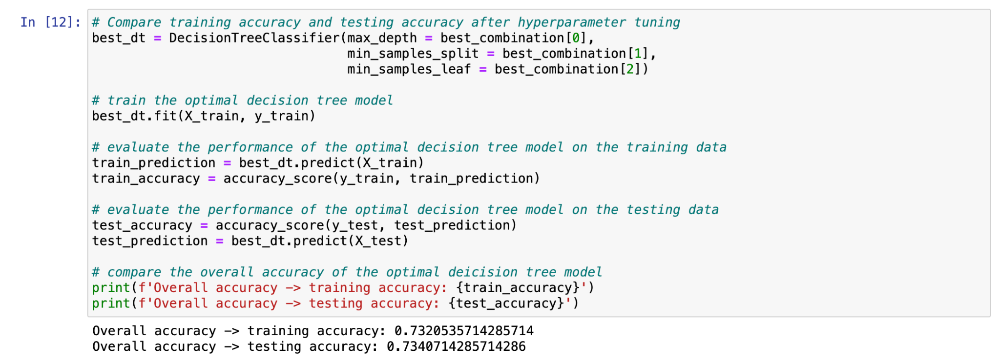 In [12]: # Compare training accuracy and testing accuracy after hyperparameter tuning
best_dt = DecisionTreeClassifier(max_depth = best_combination[0],
min_samples_split = best_combination[1],
min_samples_leaf = best_combination[2])
# train the optimal decision tree model
best_dt.fit(X_train, y_train)
# evaluate the performance of the optimal decision tree model on the training data
train_prediction = best_dt.predict(X_train)
train_accuracy = accuracy_score(y_train, train_prediction)
# evaluate the performance of the optimal decision tree model on the testing data
test_accuracy = accuracy_score(y_test, test_prediction)
test_prediction = best_dt.predict(X_test)
# compare the overall accuracy of the optimal deicision tree model
print(f'Overall accuracy -> training accuracy: {train_accuracy}')
print(f'Overall accuracy -> testing accuracy: {test_accuracy}')
Overall accuracy -> training accuracy: 0.7320535714285714
Overall accuracy -> testing accuracy: 0.7340714285714286